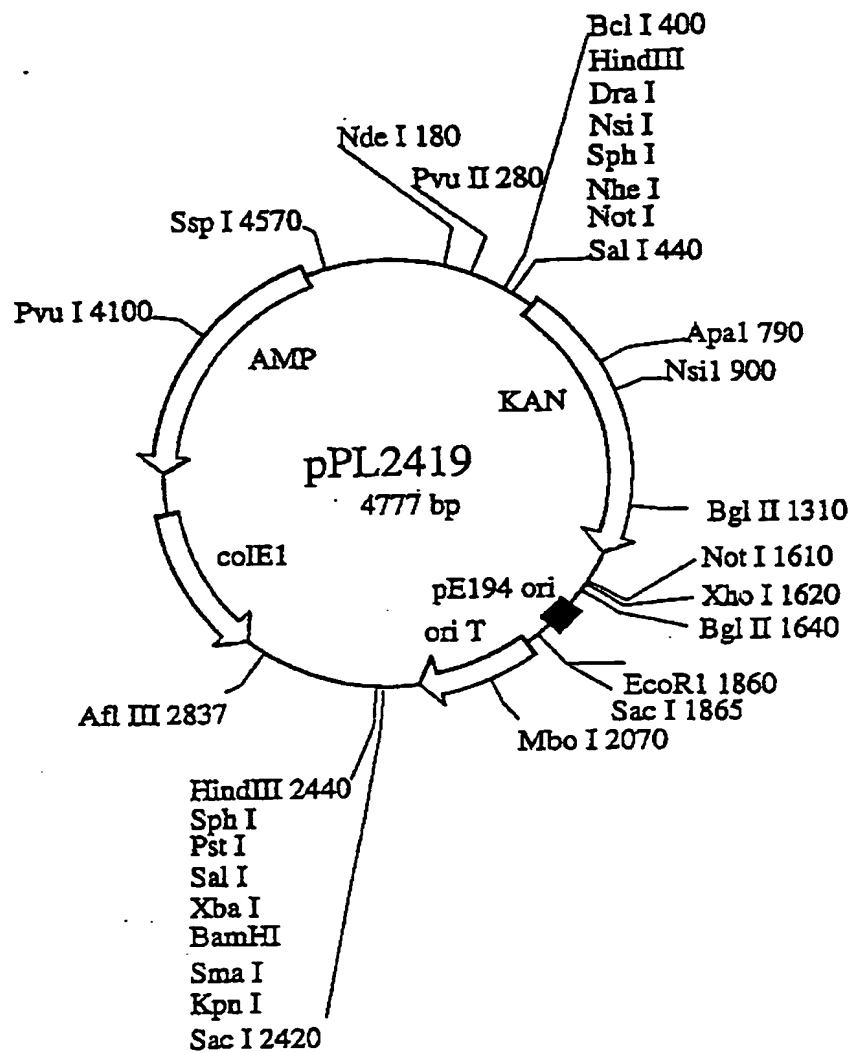 Bcl I 400
HindIII
Dra I
Nsi I
Sph I
Nhe I
Not I
Sal I 440
Nde I 180
Pvu II 280
Ssp I 4570
Pvu I 4100
AMP
Apa1 790
Nsi1 900
KAN
pPL2419
4777 bp
Bgl II 1310
colE1
Not I 1610
pE194 ori
Xho I 1620
ori T
Bgl II 1640
EcoR1 1860
Sac I 1865
Afl III 2837
Mbo I 2070
HindIII 2440
Sph I
Pst I
Sal I
Xba I
BamHI
Sma I
Kpn I
Sac I 2420